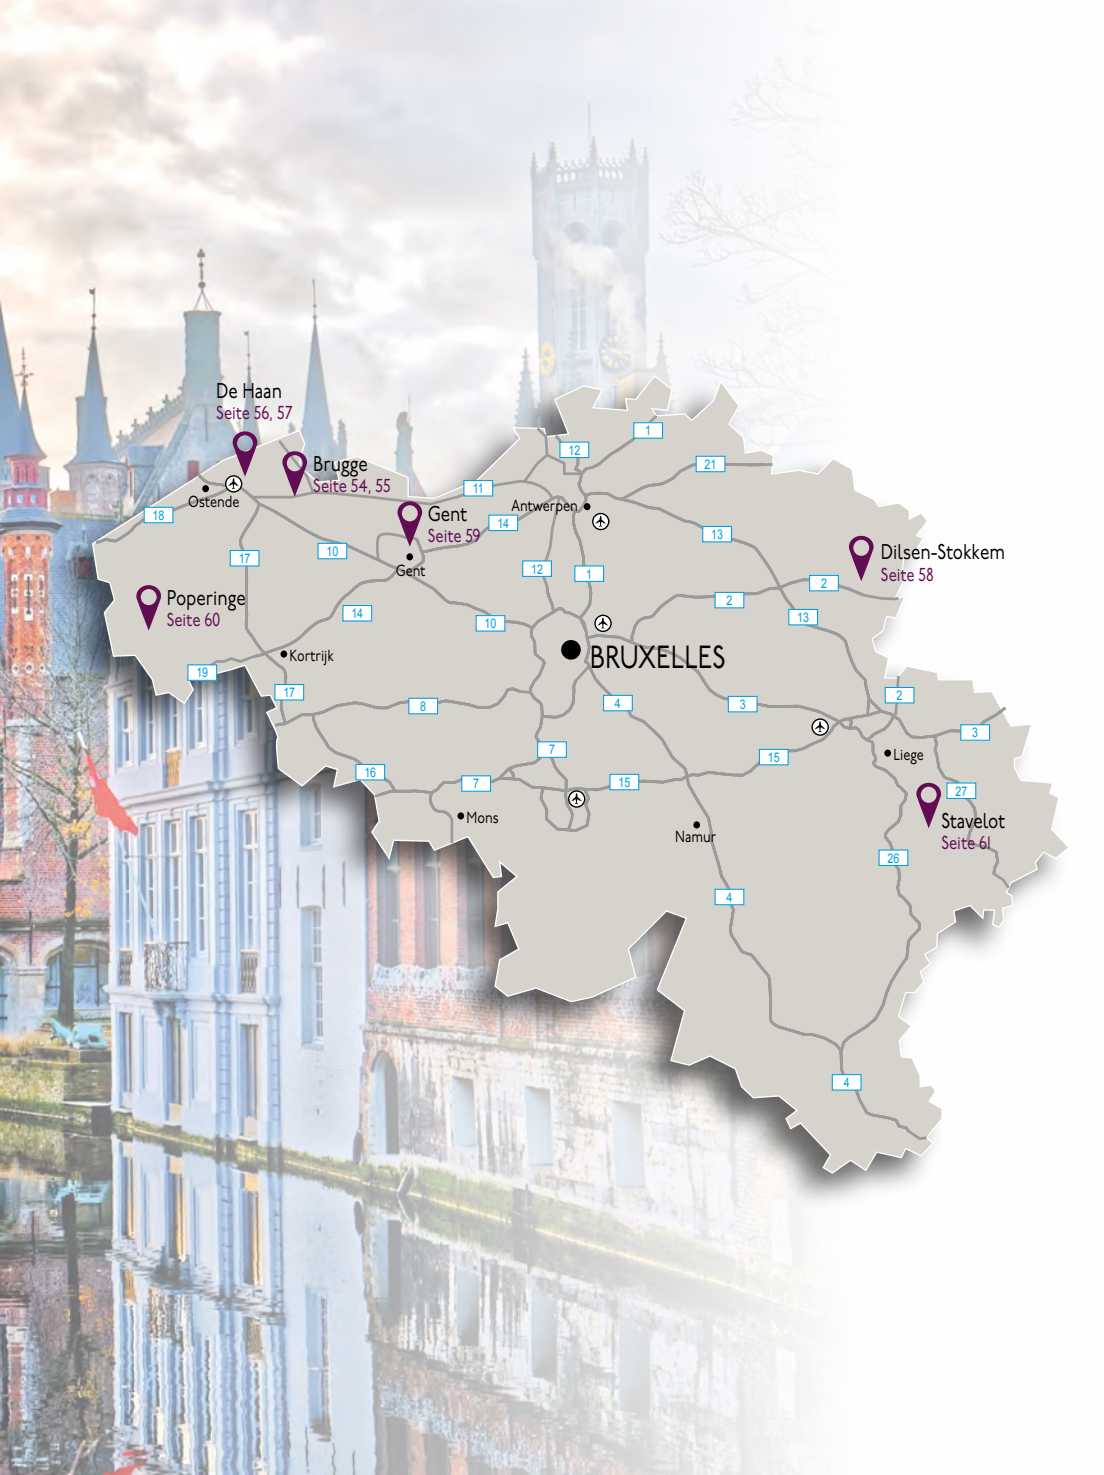 De Haan
Seite 56, 57
Brugge
Seite 54, 55
Ostende
Gent
Seite 59
Gent
Antwerpen
Dilsen-Stokkem
Seite 58
Poperinge
Seite 60
Kortrijk
BRUXELLES
Liege
Mons
Namur
Stavelot
Seite 61
1
12
21
11
14
18
13
10
17
12
1
2
2
14
13
10
19
17
2
8
4
3
3
7
15
16
7
15
27
26
4
4